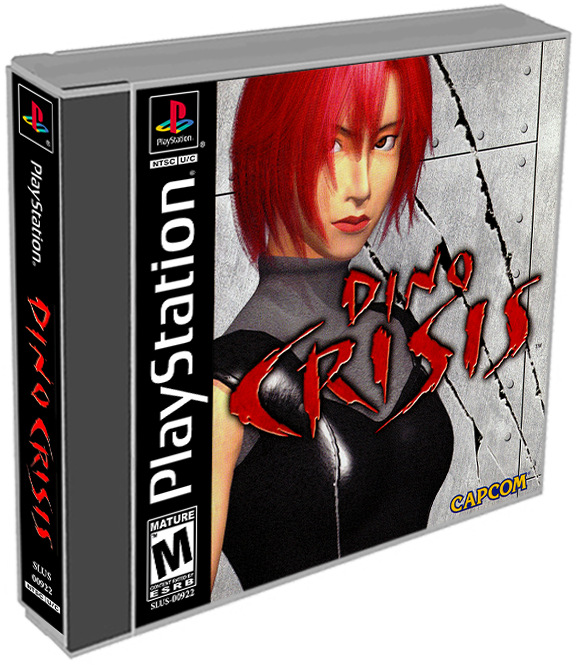 PlayStation.
DINO CRISIS
SLUS
00922
NTSC U/C
PlayStation
NTSC U/C
PlayStation
MATURE
M
CONTENT RATED BY
ESRB
SLUS-00922
DINO
CRISIS
TM
CAPCOM